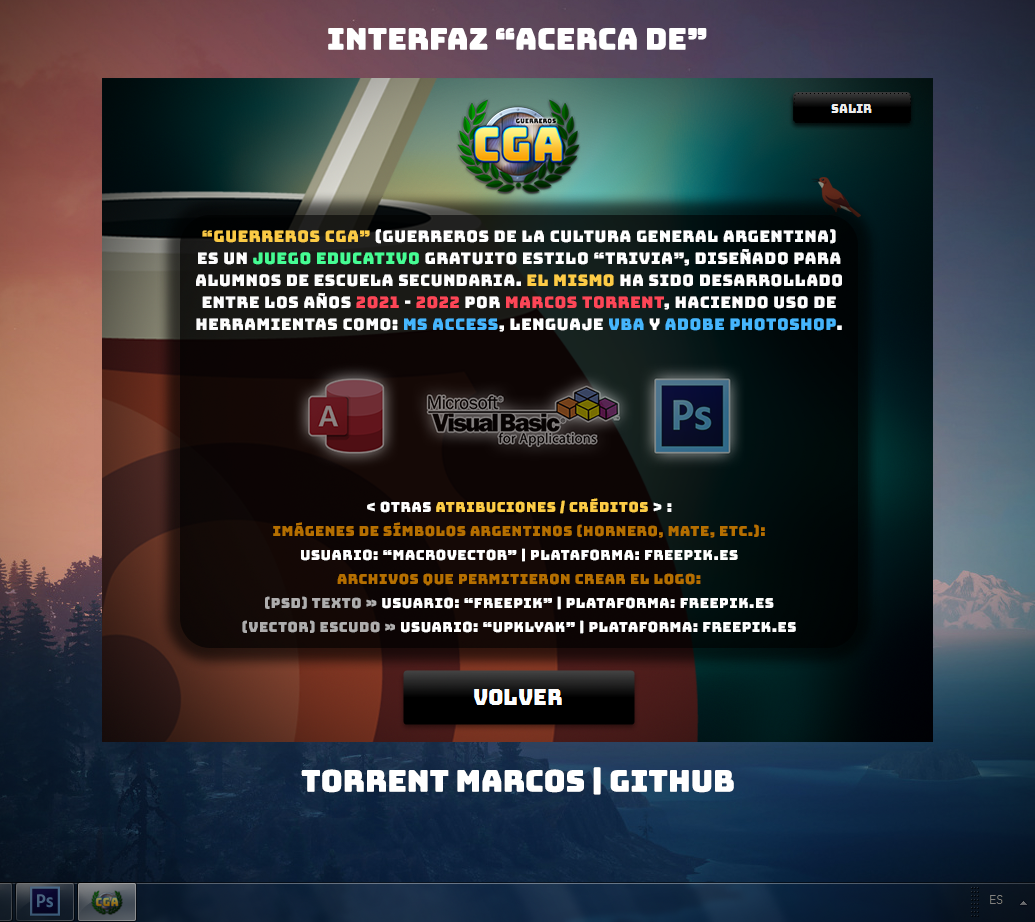 INTERFAZ “ACERCA DE”
SALIR
GUERREROS
CGA
“GUERREROS CGA” (GUERREROS DE LA CULTURA GENERAL ARGENTINA)
ES UN JUEGO EDUCATIVO GRATUITO ESTILO “TRIVIA”, DISEÑADO PARA
ALUMNOS DE ESCUELA SECUNDARIA. EL MISMO HA SIDO DESARROLLADO
ENTRE LOS AÑOS 2021 - 2022 POR MARCOS TORRENT, HACIENDO USO DE
HERRAMIENTAS COMO: MS ACCESS, LENGUAJE VBA Y ADOBE PHOTOSHOP.
A
Microsoft®
Visual Basic®
for Applications
Ps
< OTRAS ATRIBUCIONES / CRÉDITOS > :
IMÁGENES DE SÍMBOLOS ARGENTINOS (HORNERO, MATE, ETC.):
USUARIO: “MACROVECTOR” | PLATAFORMA: FREEPIK.ES
ARCHIVOS QUE PERMITIERON CREAR EL LOGO:
(PSD) TEXTO » USUARIO: “FREEPIK” | PLATAFORMA: FREEPIK.ES
(VECTOR) ESCUDO » USUARIO: “UPKLYAK” | PLATAFORMA: FREEPIK.ES
VOLVER
TORRENT MARCOS | GITHUB
Ps
CGA
ES